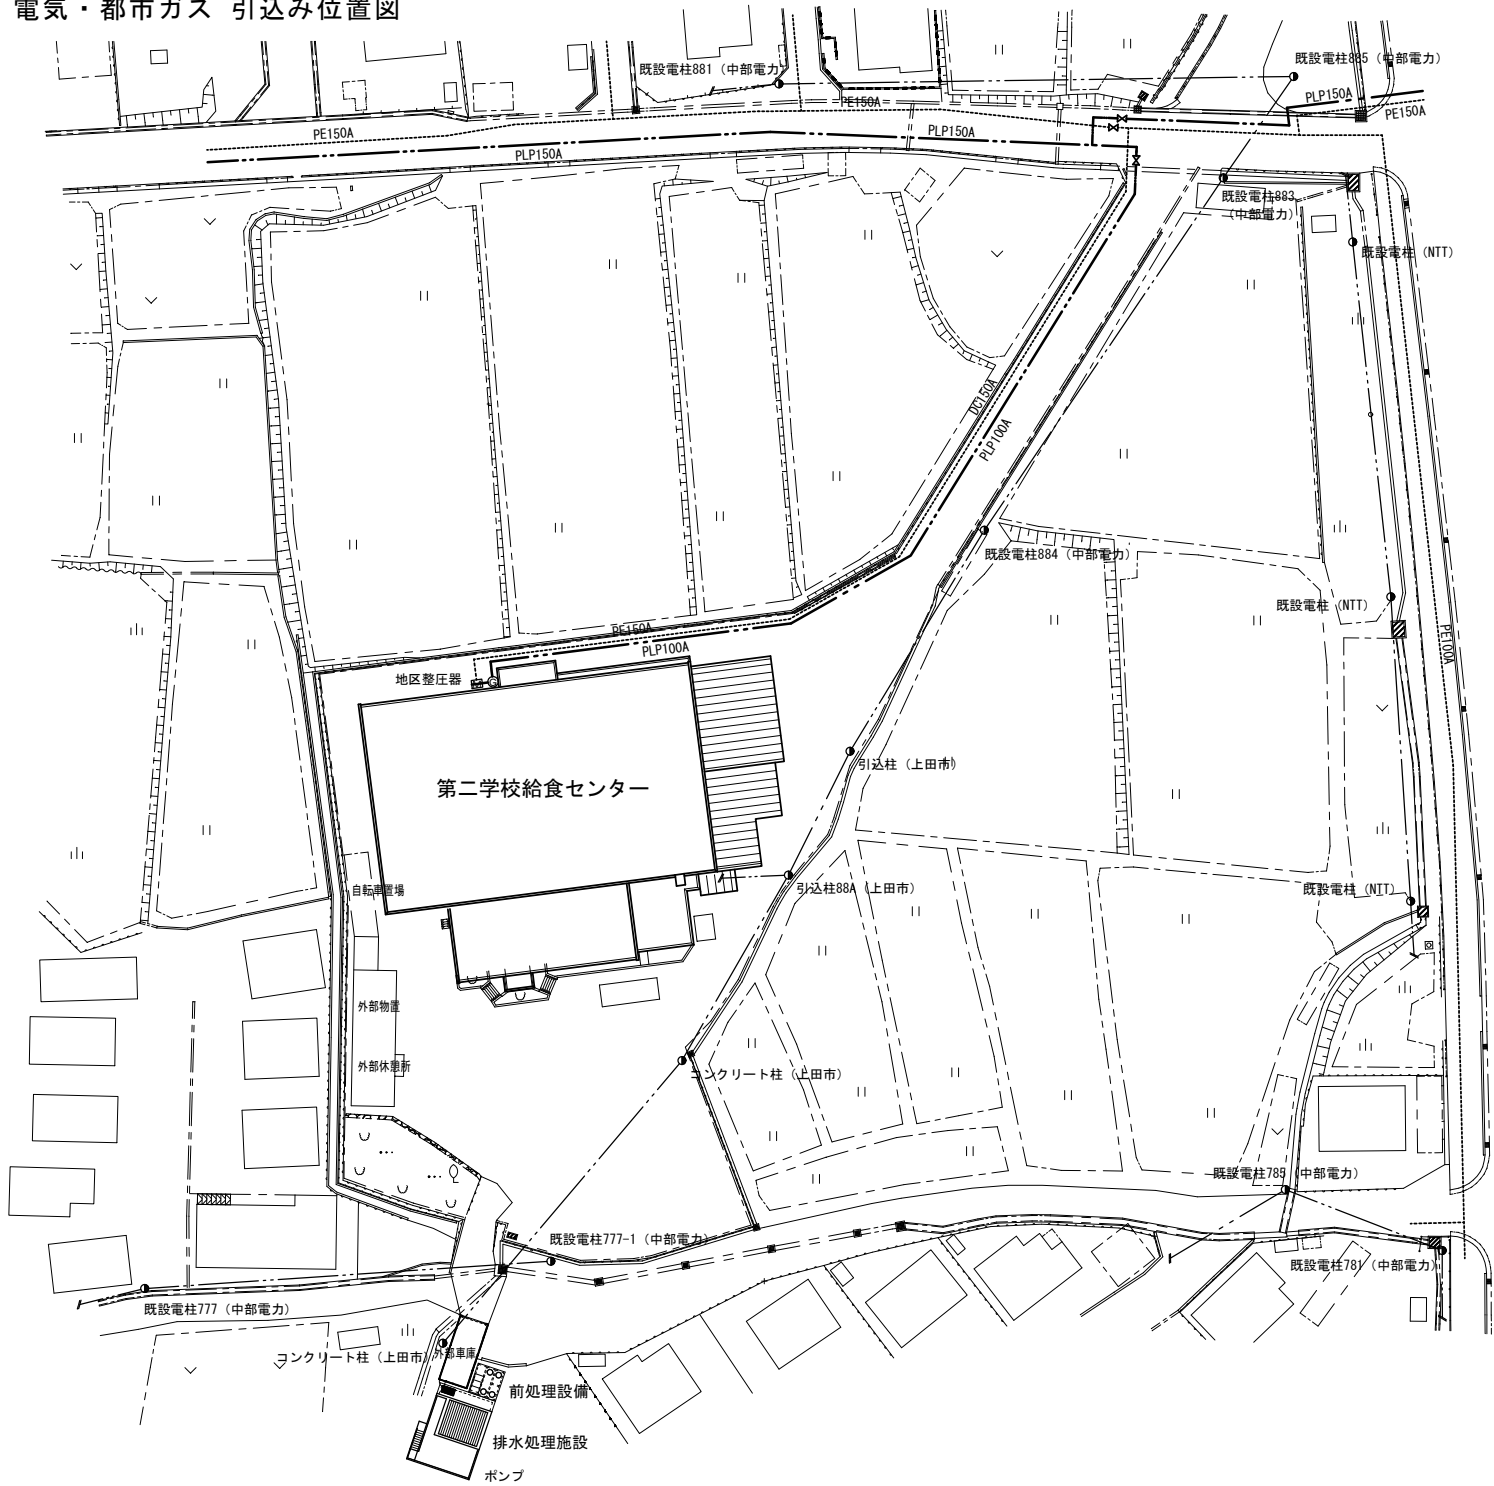 電気・都市ガス 引込み位置図
既設電柱881（中部電力）
既設電柱885（中部電力）
PE150A
PLP150A
PE150A
PE150A
PLP150A
PLP150A
既設電柱883
（中部電力）
既設電柱（NTT）
DC150A
PLP100A
既設電柱884（中部電力）
既設電柱（NTT）
PE150A
PE100A
PLP100A
地区整圧器
G
引込柱（上田市）
第二学校給食センター
自転車置場
引込柱88A（上田市）
既設電柱（NTT）
外部物置
外部休憩所
コンクリート柱（上田市）
既設電柱785（中部電力）
既設電柱777-1（中部電力）
既設電柱781（中部電力）
既設電柱777（中部電力）
コンクリート柱（上田市）
外部車庫
前処理設備
排水処理施設
ポンプ